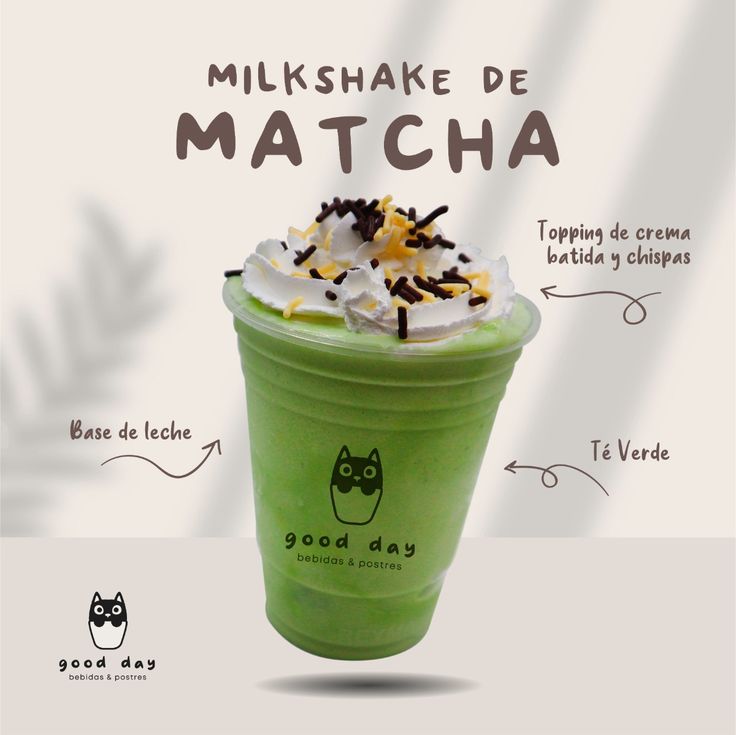 MILKSHAKE DE
MATCHA
Topping de crema
batida y chispas
Base de leche
Té Verde
good day
bebidas & postres
good day
bebidas & postres